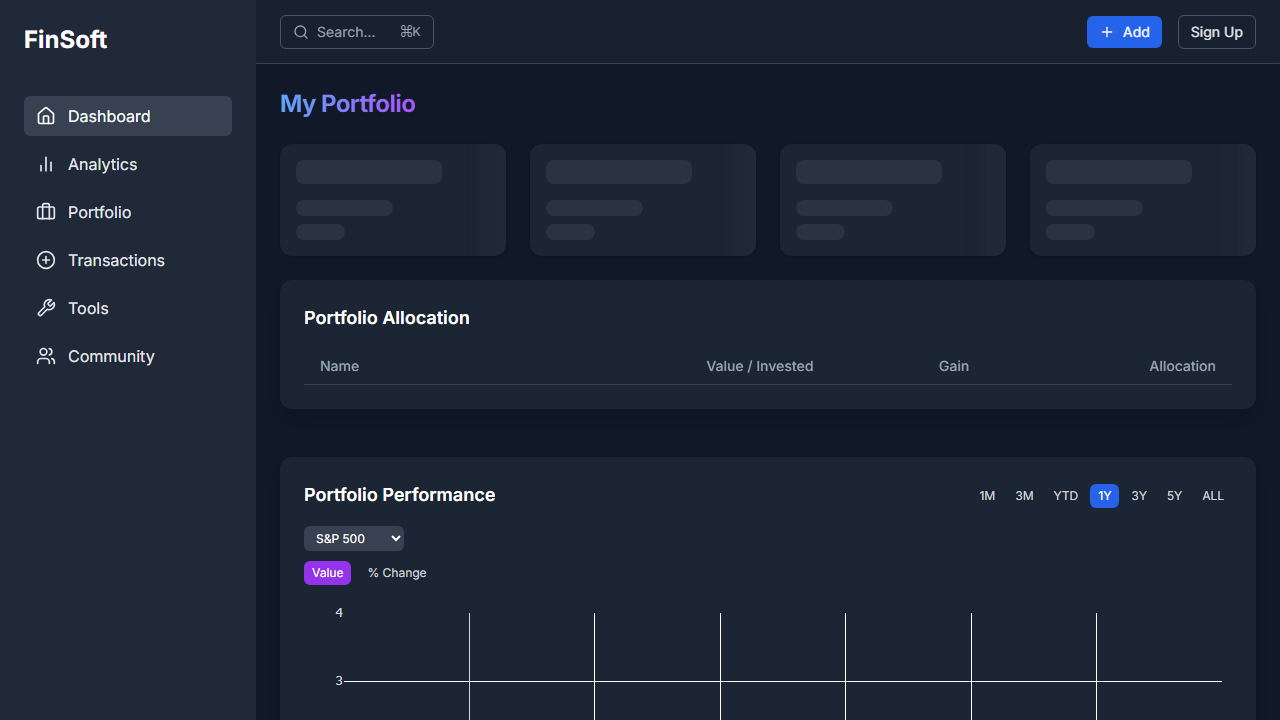 FinSoft
Dashboard
Analytics
Portfolio
Transactions
Tools
Community
Search... ⌘K
Add
Sign Up
My Portfolio
Portfolio Allocation
Name Value / Invested Gain Allocation
Portfolio Performance
1M 3M YTD 1Y 3Y 5Y ALL
S&P 500
Value % Change
4
3